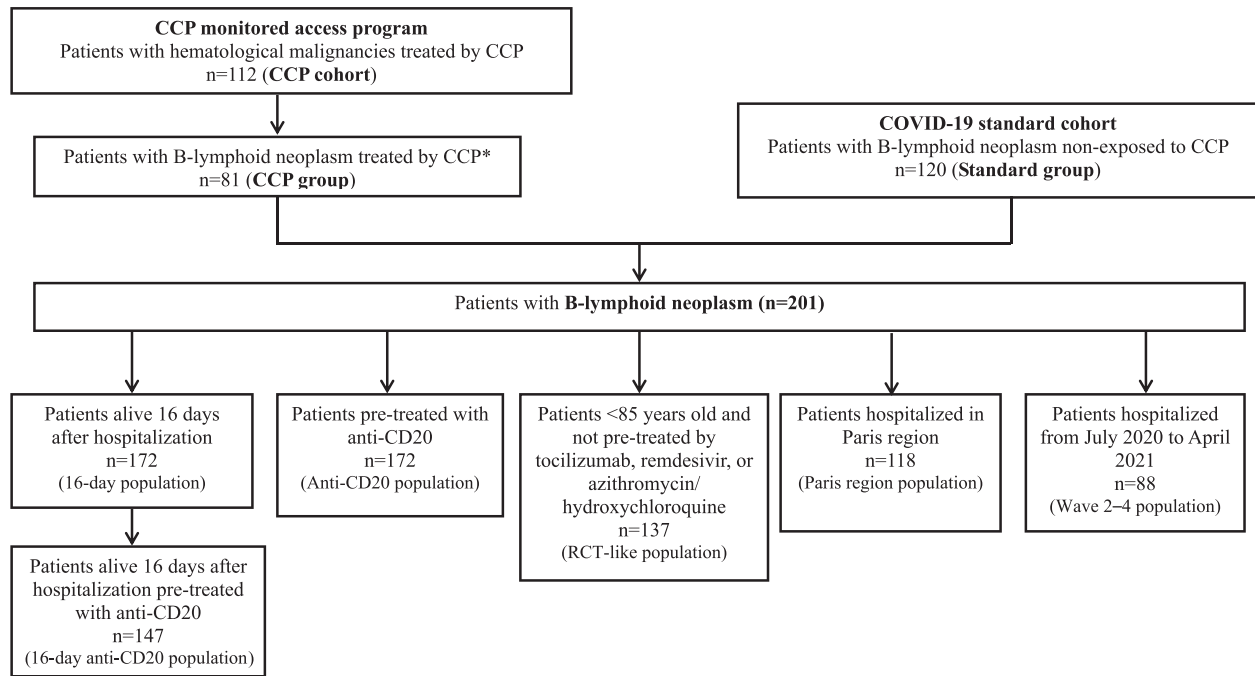 CCP monitored access program
Patients with hematological malignancies treated by CCP
n=112 (CCP cohort)
Patients with B-lymphoid neoplasm treated by CCP*
n=81 (CCP group)
COVID-19 standard cohort
Patients with B-lymphoid neoplasm non-exposed to CCP
n=120 (Standard group)
Patients with B-lymphoid neoplasm (n=201)
Patients alive 16 days
after hospitalization
n=172
(16-day population)
Patients pre-treated with
anti-CD20
n=172
(Anti-CD20 population)
Patients <85 years old and
not pre-treated by
tocilizumab, remdesivir, or
azithromycin/
hydroxychloroquine
n=137
(RCT-like population)
Patients hospitalized in
Paris region
n=118
(Paris region population)
Patients hospitalized
from July 2020 to April
2021
n=88
(Wave 2–4 population)
Patients alive 16 days after
hospitalization pre-treated
with anti-CD20
n=147
(16-day anti-CD20 population)